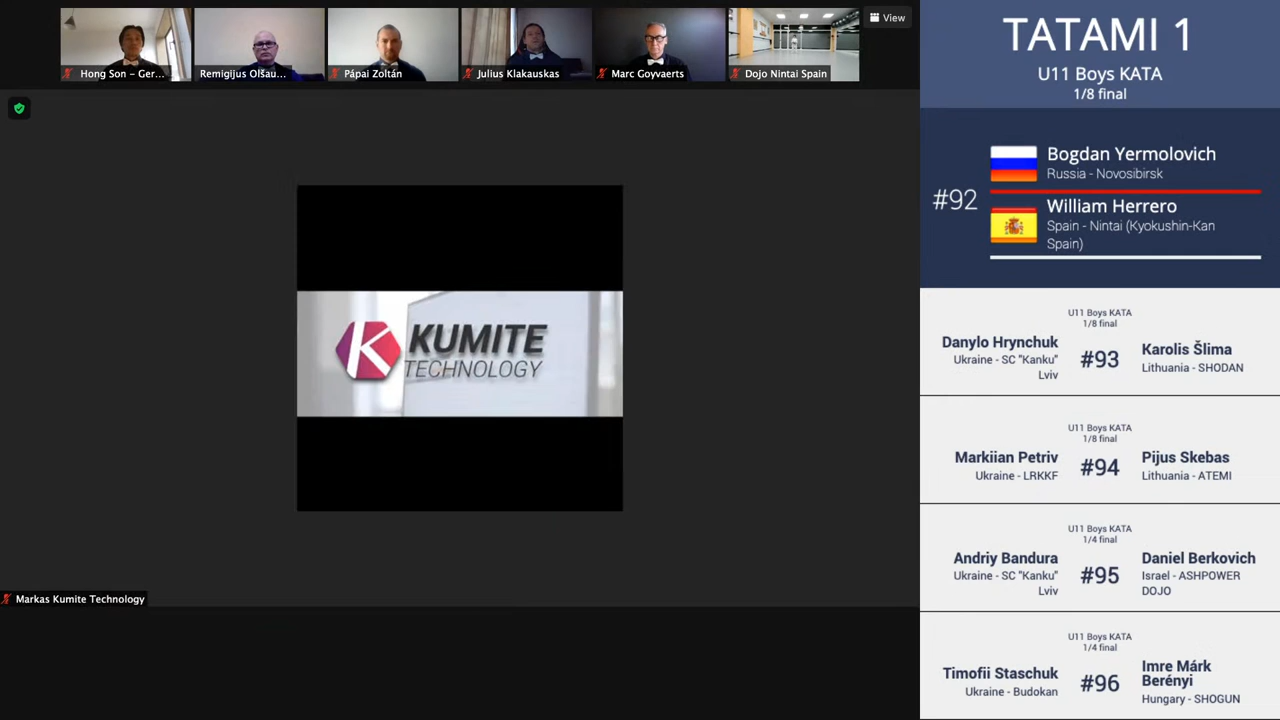 Hong Son – Ger...
Remigijus Olšau...
Pápai Zoltán
Julius Klakauskas
Marc Goyvaerts
Dojo Nintai Spain
View
K KUMITE
TECHNOLOGY
Markas Kumite Technology
TATAMI 1
U11 Boys KATA
1/8 final
#92
Bogdan Yermolovich
Russia - Novosibirsk
William Herrero
Spain - Nintai (Kyokushin-Kan
Spain)
U11 Boys KATA
1/8 final
Danylo Hrynchuk
Ukraine - SC "Kanku"
Lviv
#93
Karolis Šlima
Lithuania - SHODAN
U11 Boys KATA
1/8 final
Markiian Petriv
Ukraine - LRKKF
#94
Pijus Skebas
Lithuania - ATEMI
U11 Boys KATA
1/4 final
Andriy Bandura
Ukraine - SC "Kanku"
Lviv
#95
Daniel Berkovich
Israel - ASHPOWER
DOJO
U11 Boys KATA
1/4 final
Timofii Staschuk
Ukraine - Budokan
#96
Imre Márk
Berényi
Hungary - SHOGUN